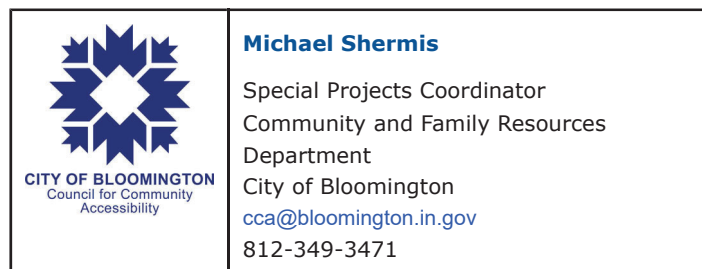 CITY OF BLOOMINGTON
Council for Community
Accessibility
Michael Shermis
Special Projects Coordinator
Community and Family Resources
Department
City of Bloomington
cca@bloomington.in.gov
812-349-3471